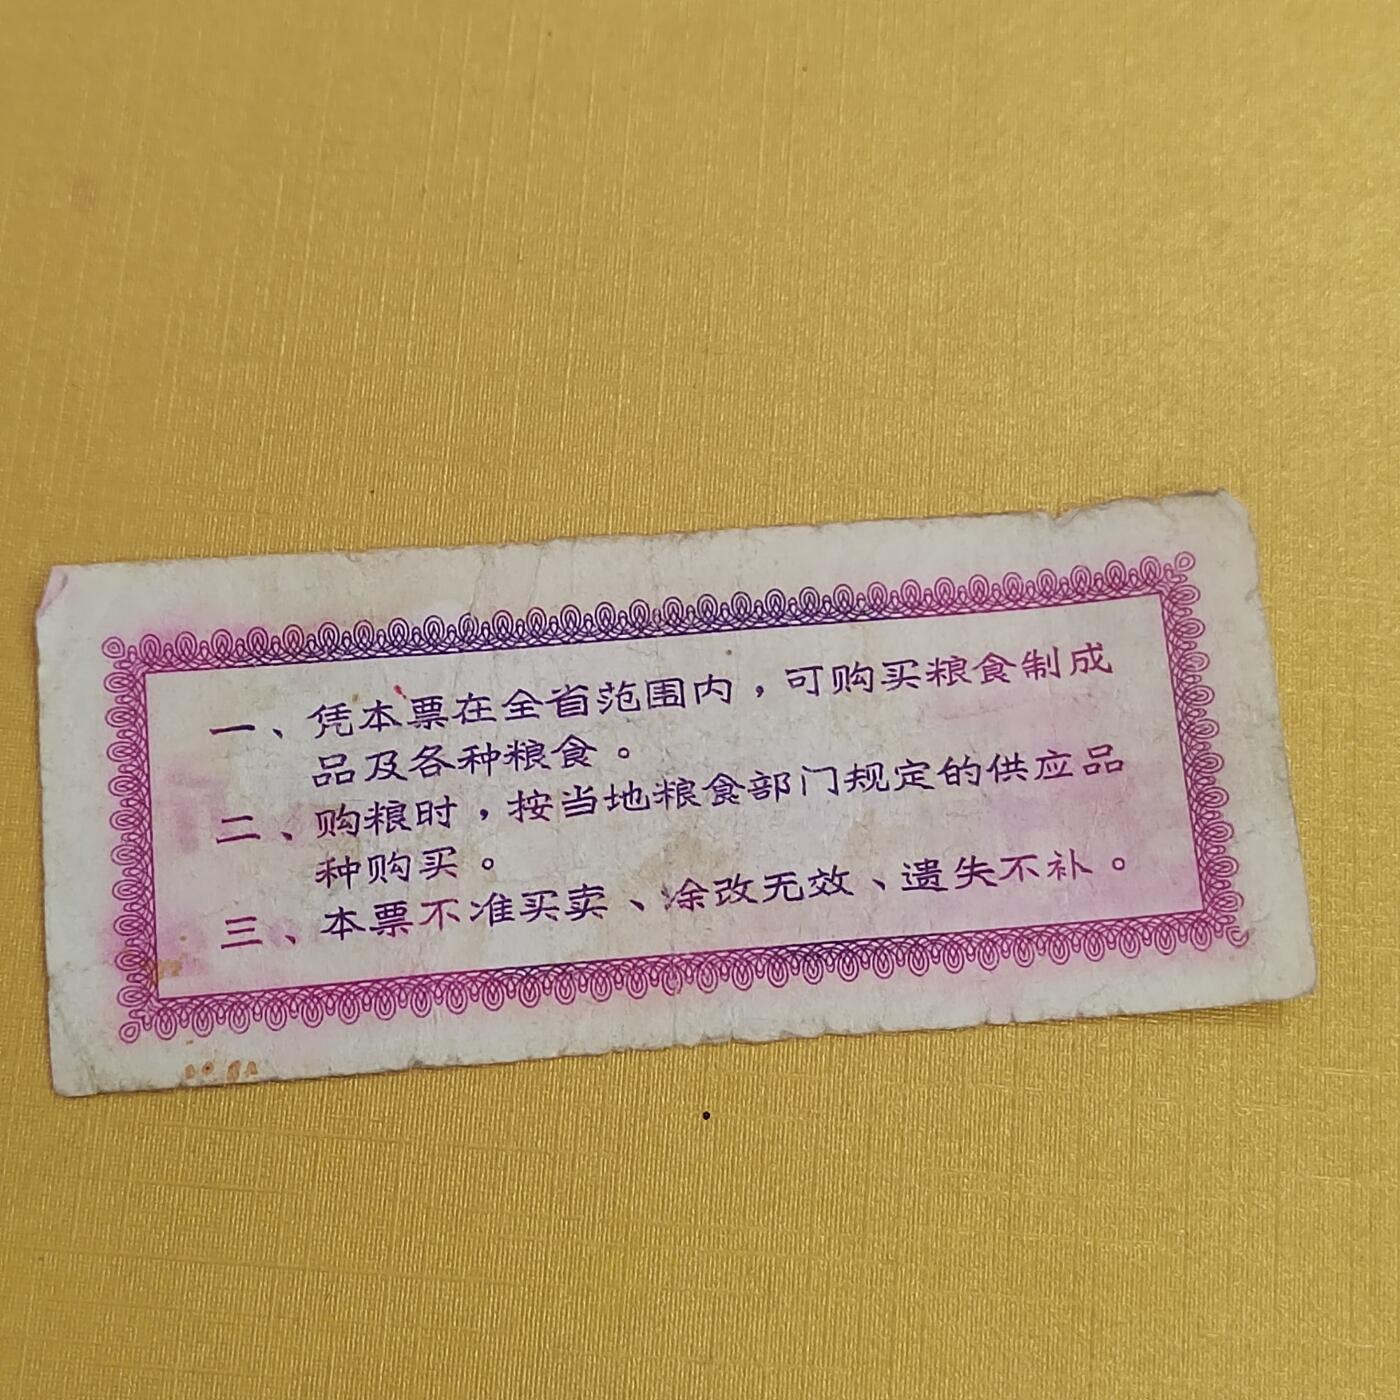 一、凭本票在全省范围内，可购买粮食制成
品及各种粮食。
二、购粮时，按当地粮食部门规定的供应品
种购买。
三、本票不准买卖、涂改无效、遗失不补。